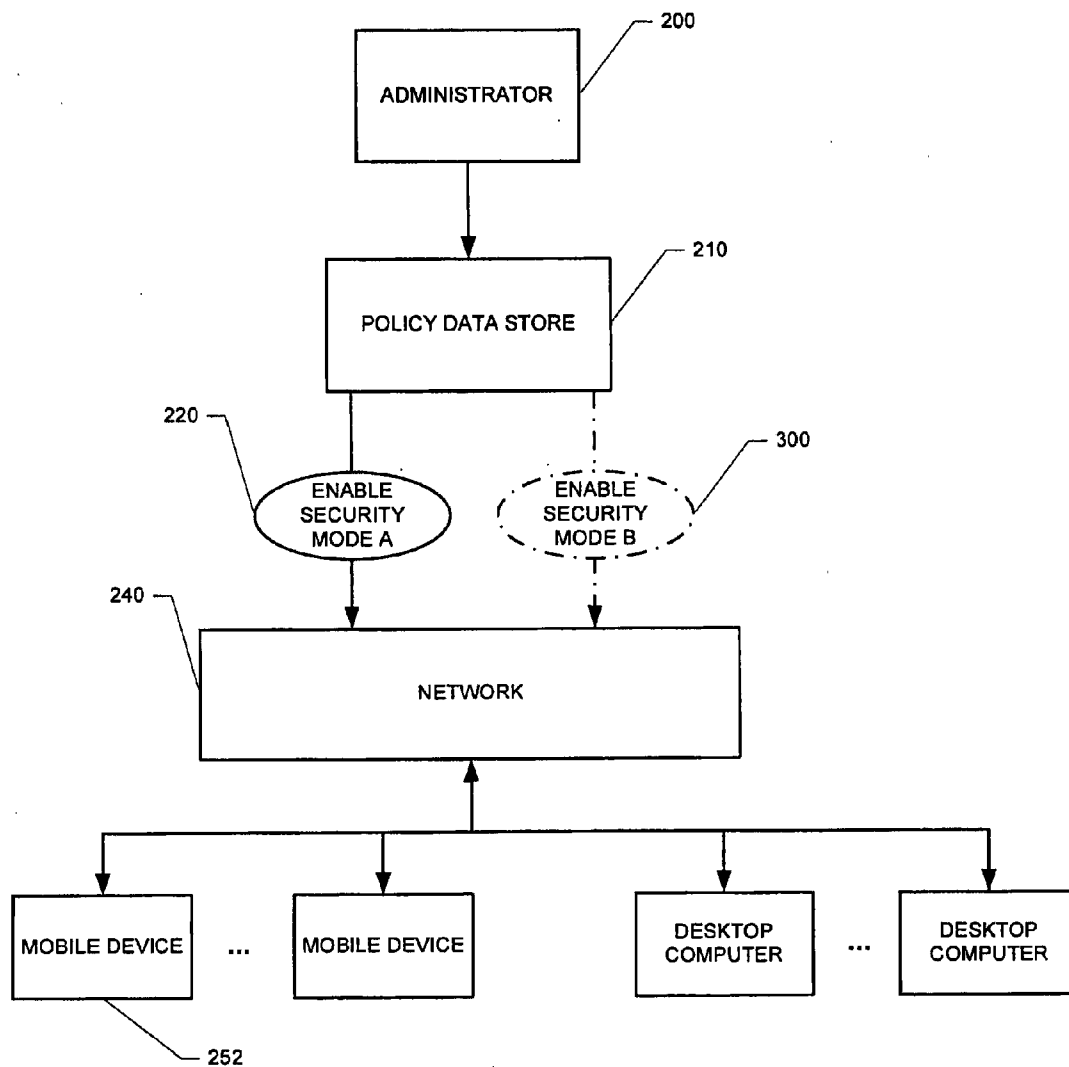 200
ADMINISTRATOR
210
POLICY DATA STORE
220
300
ENABLE
SECURITY
MODE A
ENABLE
SECURITY
MODE B
240
NETWORK
MOBILE DEVICE
...
MOBILE DEVICE
DESKTOP
COMPUTER
...
DESKTOP
COMPUTER
252